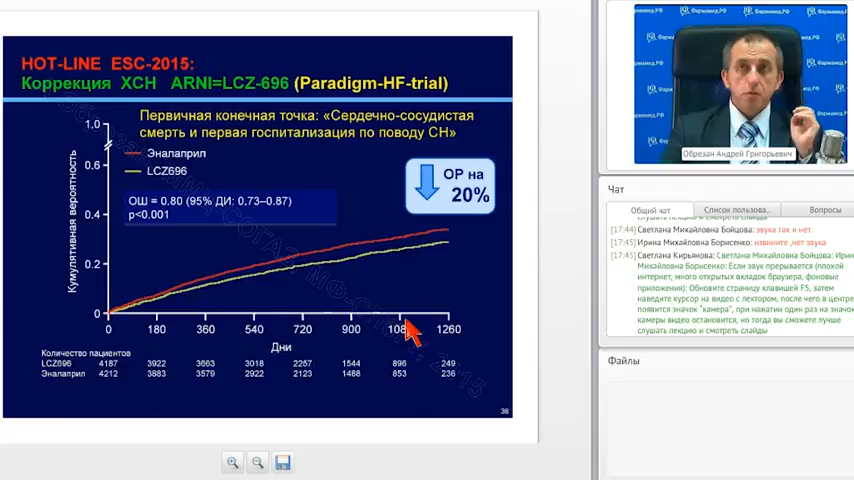 HOT-LINE ESC-2015:
Коррекция ХСН ARNI=LCZ-696 (Paradigm-HF-trial)
Первичная конечная точка: «Сердечно-сосудистая
смерть и первая госпитализация по поводу СН»
1.0
0.6
0.4
0.2
0
Кумулятивная вероятность
Эналаприл
LCZ696
ОШ = 0.80 (95% ДИ: 0.73–0.87)
p<0.001
ОР на
20%
0 180 360 540 720 900 1260
Дни
Количество пациентов
LCZ696 4187 3922 3663 3018 2257 1544 896 249
Эналаприл 4212 3883 3579 2922 2123 1488 853 236
38
Фармамед.РФ
Обрезан Андрей Григорьевич
Чат
Общий чат Список пользова... Вопросы
слушать лекцию и смотреть слайды
[17:44] Светлана Михайловна Бойцова: звука так и нет.
[17:45] Ирина Михайловна Борисенко: извините ,нет звука
[17:45] Светлана Кирьянова: Светлана Михайловна Бойцова: Ирин
Михайловна Борисенко: Если звук прерывается (плохой
интернет, много открытых вкладок браузера, фоновые
приложения): Обновите страницу клавишей F5, затем
наведите курсор на видео с лектором, после чего в центре
появится значок "камера", при нажатии один раз на значок
камеры видео остановится, но тогда вы сможете лучше
слушать лекцию и смотреть слайды
Файлы